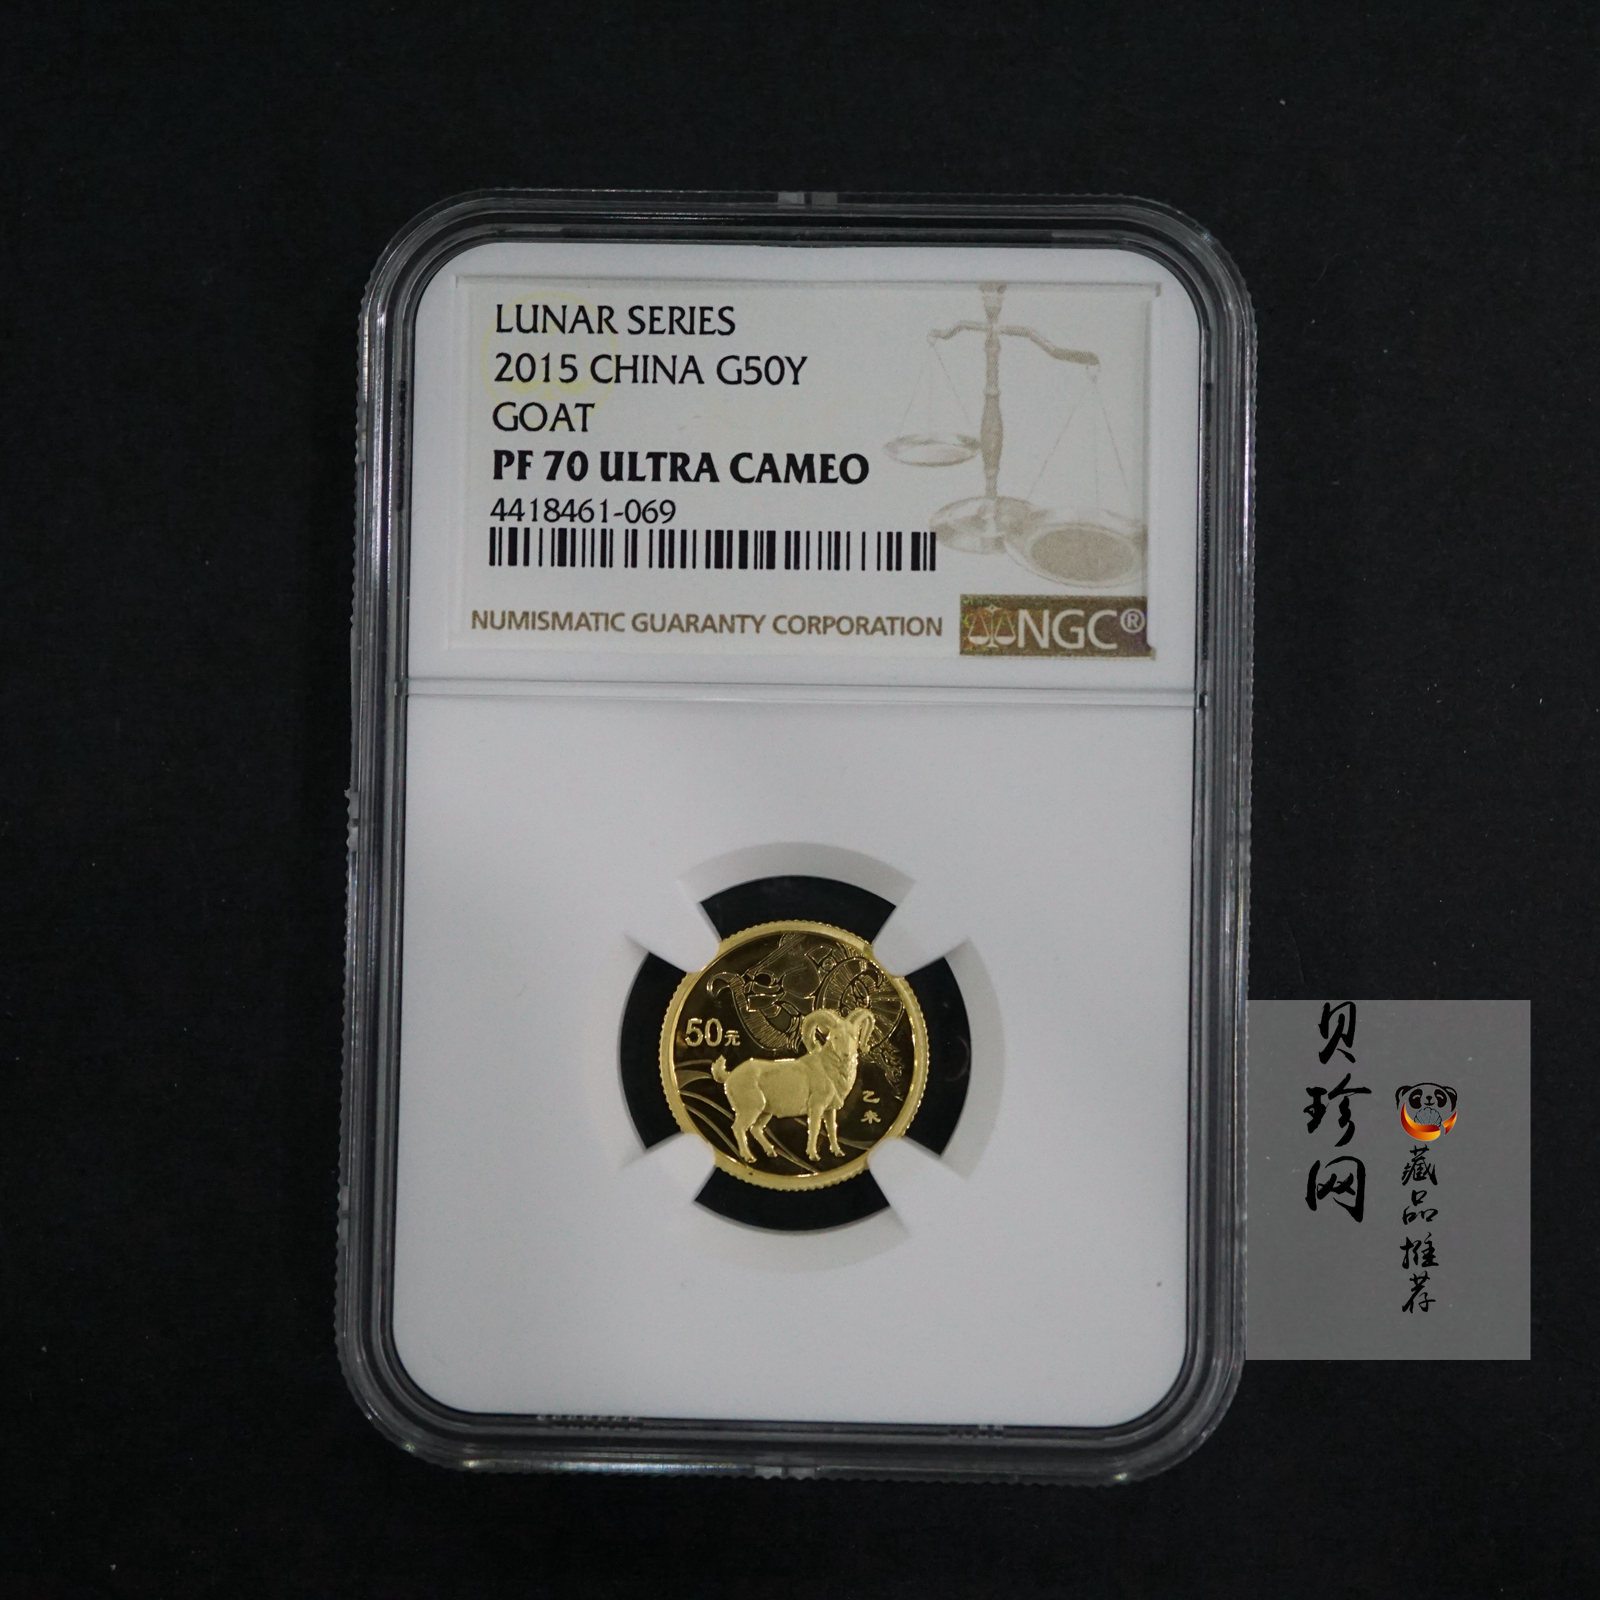 LUNAR SERIES
2015 CHINA G50Y
GOAT
PF 70 ULTRA CAMEO
4418461-069
NUMISMATIC GUARANTY CORPORATION
NGC®
50元
乙未
贝珍网
藏品推荐